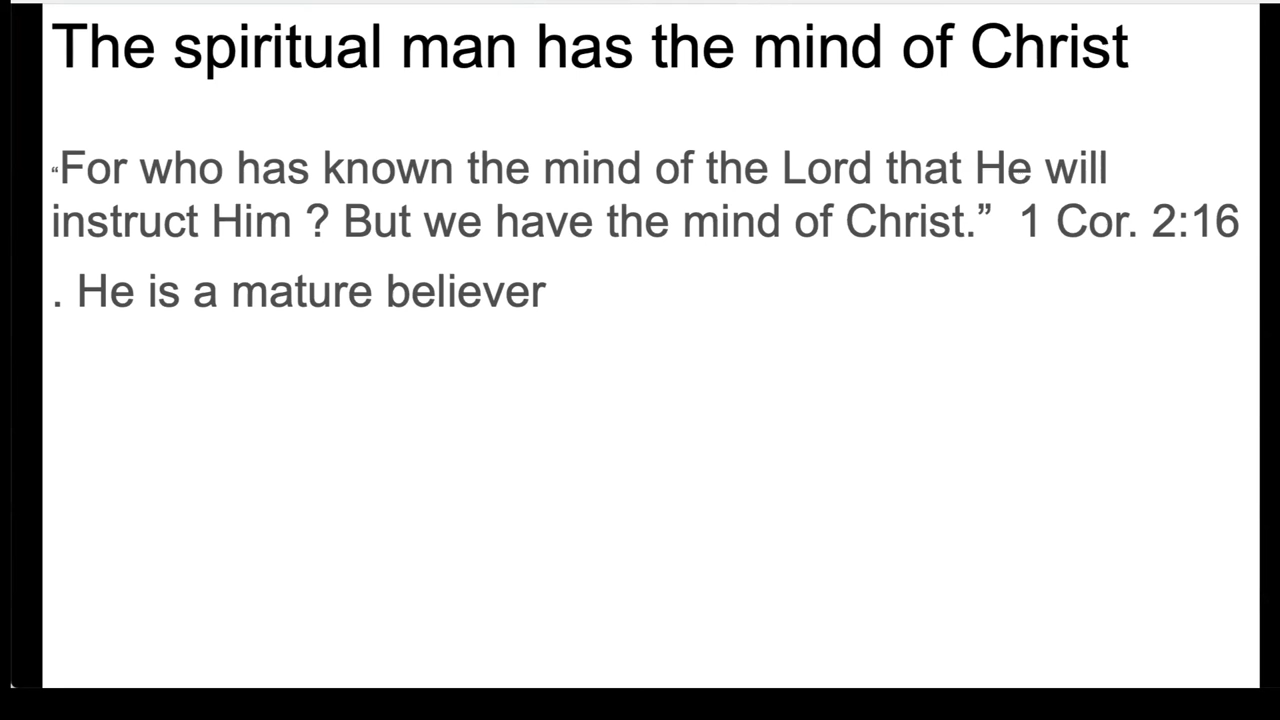 The spiritual man has the mind of Christ
“For who has known the mind of the Lord that He will
instruct Him ? But we have the mind of Christ.”  1 Cor. 2:16
. He is a mature believer